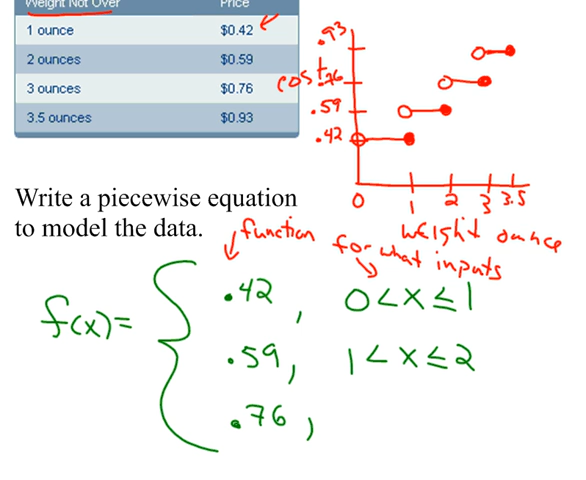 Weight Not Over Price
1 ounce $0.42
2 ounces $0.59
3 ounces $0.76
3.5 ounces $0.93
.93
cost .76
.59
.42
0 1 2 3 3.5
weight ounce
Write a piecewise equation
to model the data.
function for what inputs
f(x)= { .42, 0<x≤1
.59, 1<x≤2
.76,